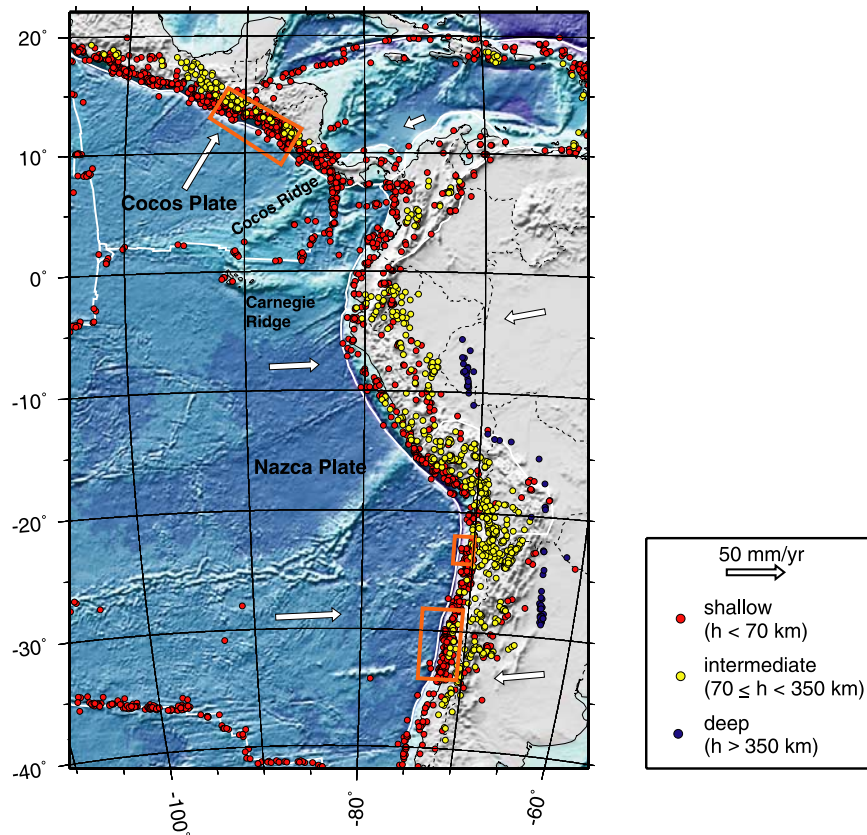 20°
10°
0°
-10°
-20°
-30°
-40°
-100°
-80°
-60°
Cocos Plate
Cocos Ridge
Carnegie
Ridge
Nazca Plate
50 mm/yr
shallow
(h < 70 km)
intermediate
(70 ≤ h < 350 km)
deep
(h > 350 km)